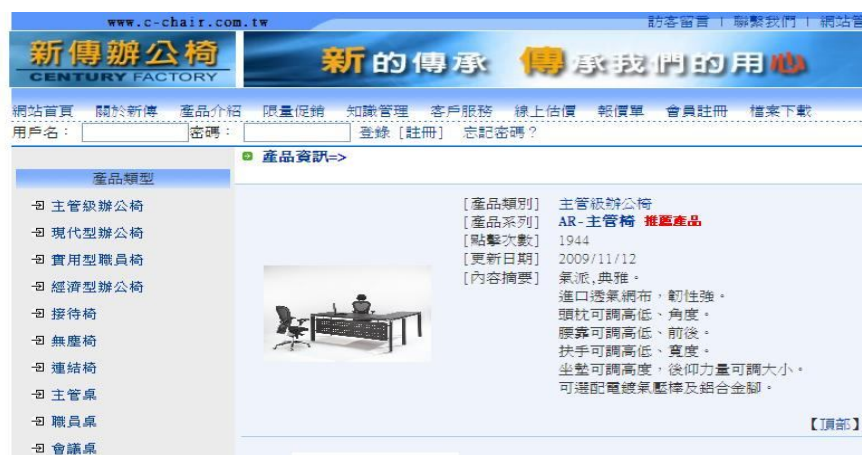 www.c-chair.com.tw
訪客留言 | 聯繫我們 | 網站管
新傳辦公椅
CENTURY FACTORY
新的傳承 傳承我們的用心
網站首頁 關於新傳 產品介紹 限量促銷 知識管理 客戶服務 線上估價 報價單 會員註冊 檔案下載
用戶名： 密碼： 登錄 [註冊] 忘記密碼？
產品資訊=>
產品類型
主管級辦公椅
現代型辦公椅
實用型職員椅
經濟型辦公椅
接待椅
無塵椅
連結椅
主管桌
職員桌
會議桌
[產品類別] 主管級辦公椅
[產品系列] AR-主管椅 推薦產品
[點擊次數] 1944
[更新日期] 2009/11/12
[內容摘要] 氣派,典雅。
進口透氣網布，韌性強。
頭枕可調高低、角度。
腰靠可調高低、前後。
扶手可調高低、寬度。
坐墊可調高度，後仰力量可調大小。
可選配電鍍氣壓棒及鋁合金腳。
【頂部】